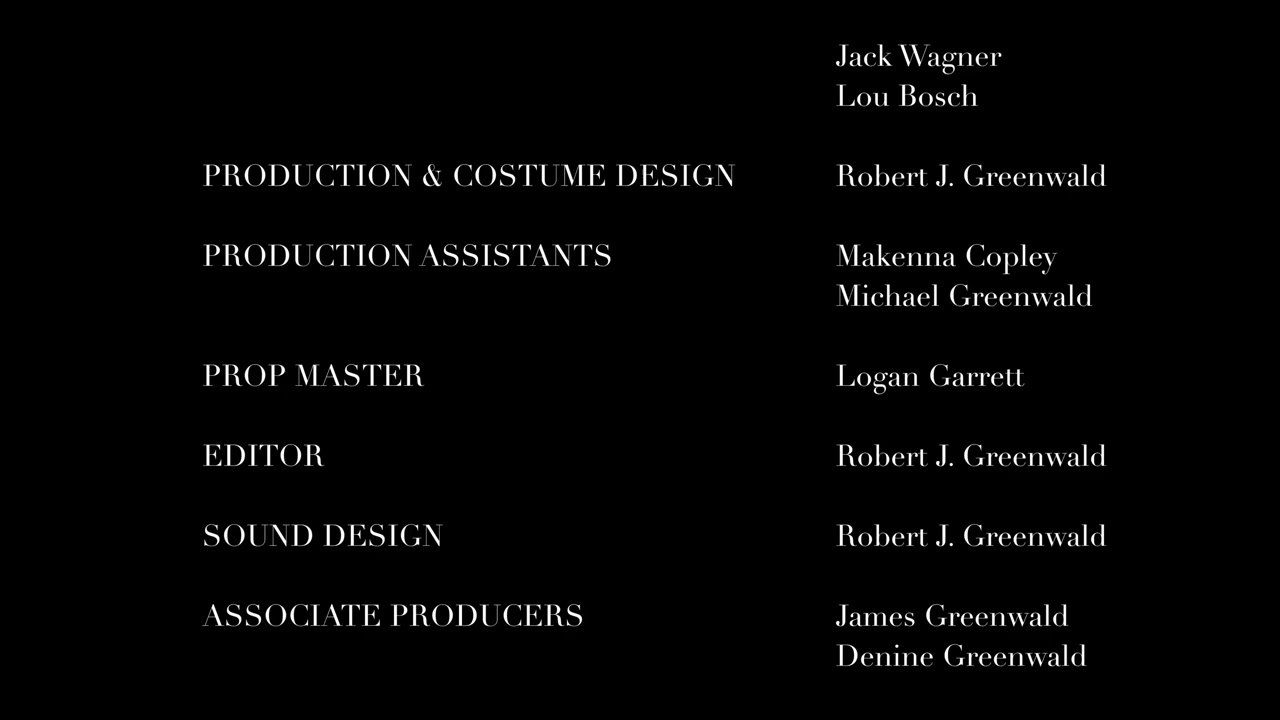 Jack Wagner
Lou Bosch
PRODUCTION & COSTUME DESIGN Robert J. Greenwald
PRODUCTION ASSISTANTS Makenna Copley
Michael Greenwald
PROP MASTER Logan Garrett
EDITOR Robert J. Greenwald
SOUND DESIGN Robert J. Greenwald
ASSOCIATE PRODUCERS James Greenwald
Denine Greenwald